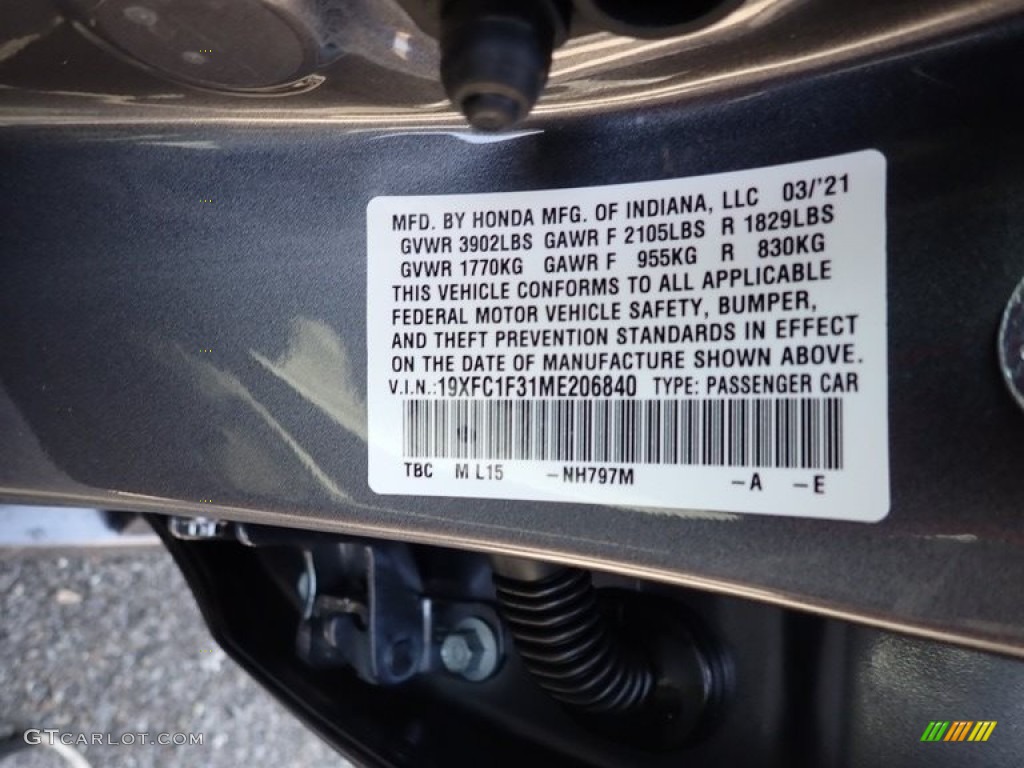 MFD. BY HONDA MFG. OF INDIANA, LLC 03/'21
GVWR 3902LBS GAWR F 2105LBS R 1829LBS
GVWR 1770KG GAWR F 955KG R 830KG
THIS VEHICLE CONFORMS TO ALL APPLICABLE
FEDERAL MOTOR VEHICLE SAFETY, BUMPER,
AND THEFT PREVENTION STANDARDS IN EFFECT
ON THE DATE OF MANUFACTURE SHOWN ABOVE.
V.I.N.:19XFC1F31ME206840 TYPE: PASSENGER CAR
TBC M L15 -NH797M -A -E
GTCARLOT.COM